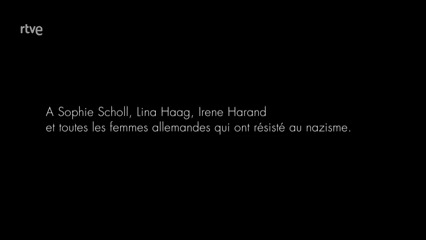 rtve
A Sophie Scholl, Lina Haag, Irene Harand
et toutes les femmes allemandes qui ont résisté au nazisme.